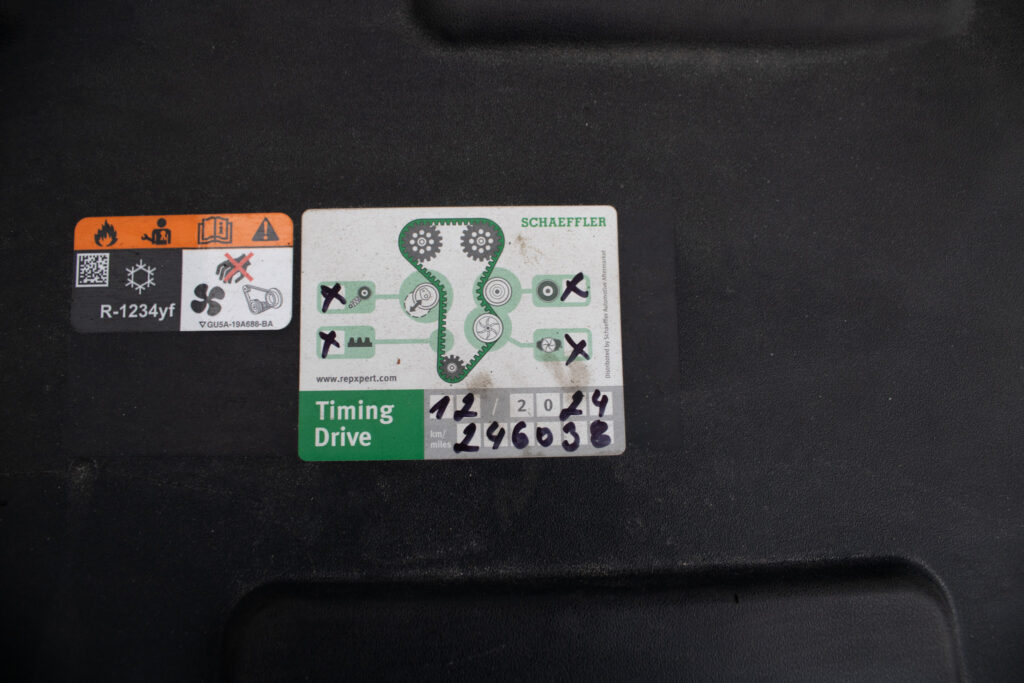 R-1234yf
GU5A-19A688-BA
SCHAEFFLER
X
X
X
X
Distributed by Schaeffler Automotive Aftermarket
www.repxpert.com
Timing
Drive
12 / 2024
km/
miles
246038